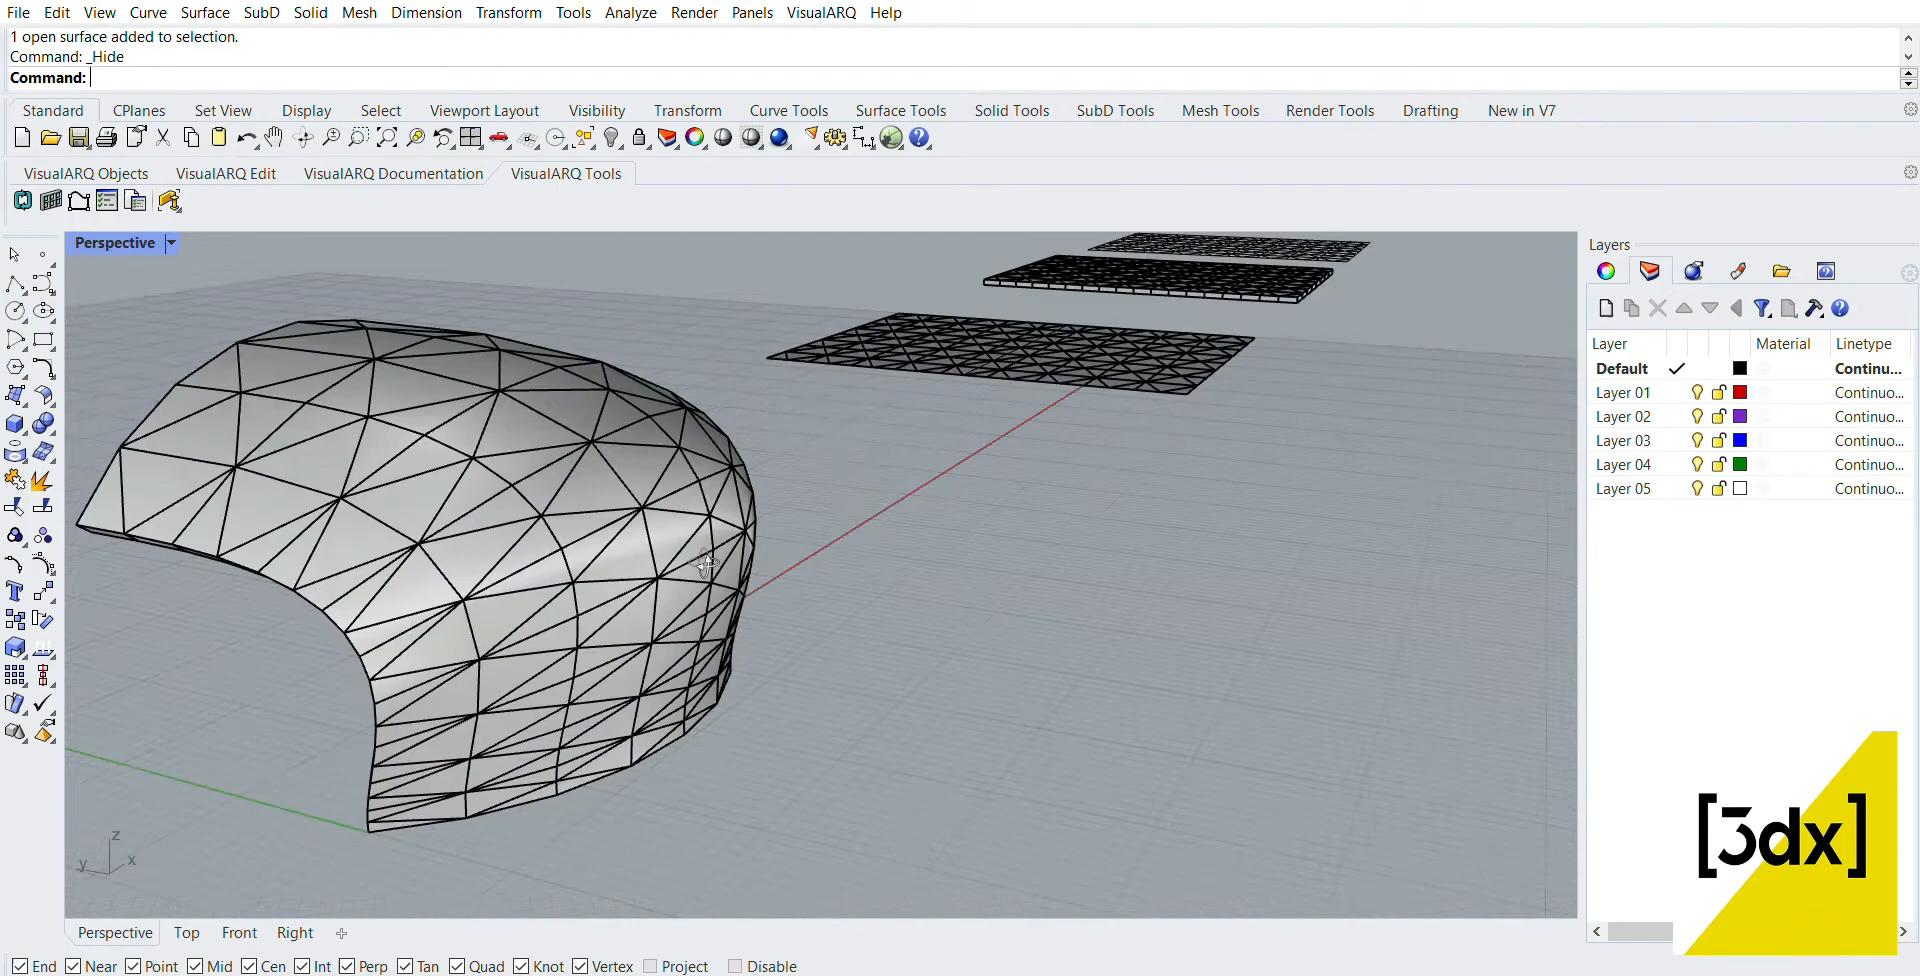 File Edit View Curve Surface SubD Solid Mesh Dimension Transform Tools Analyze Render Panels VisualARQ Help
1 open surface added to selection.
Command: _Hide
Command:
Standard CPlanes Set View Display Select Viewport Layout Visibility Transform Curve Tools Surface Tools Solid Tools SubD Tools Mesh Tools Render Tools Drafting New in V7
VisualARQ Objects VisualARQ Edit VisualARQ Documentation VisualARQ Tools
Perspective
Layers
Layer Material Linetype
Default Continu...
Layer 01 Continuo...
Layer 02 Continuo...
Layer 03 Continuo...
Layer 04 Continuo...
Layer 05 Continuo...
z
y x
[3dx]
Perspective Top Front Right
End Near Point Mid Cen Int Perp Tan Quad Knot Vertex Project Disable